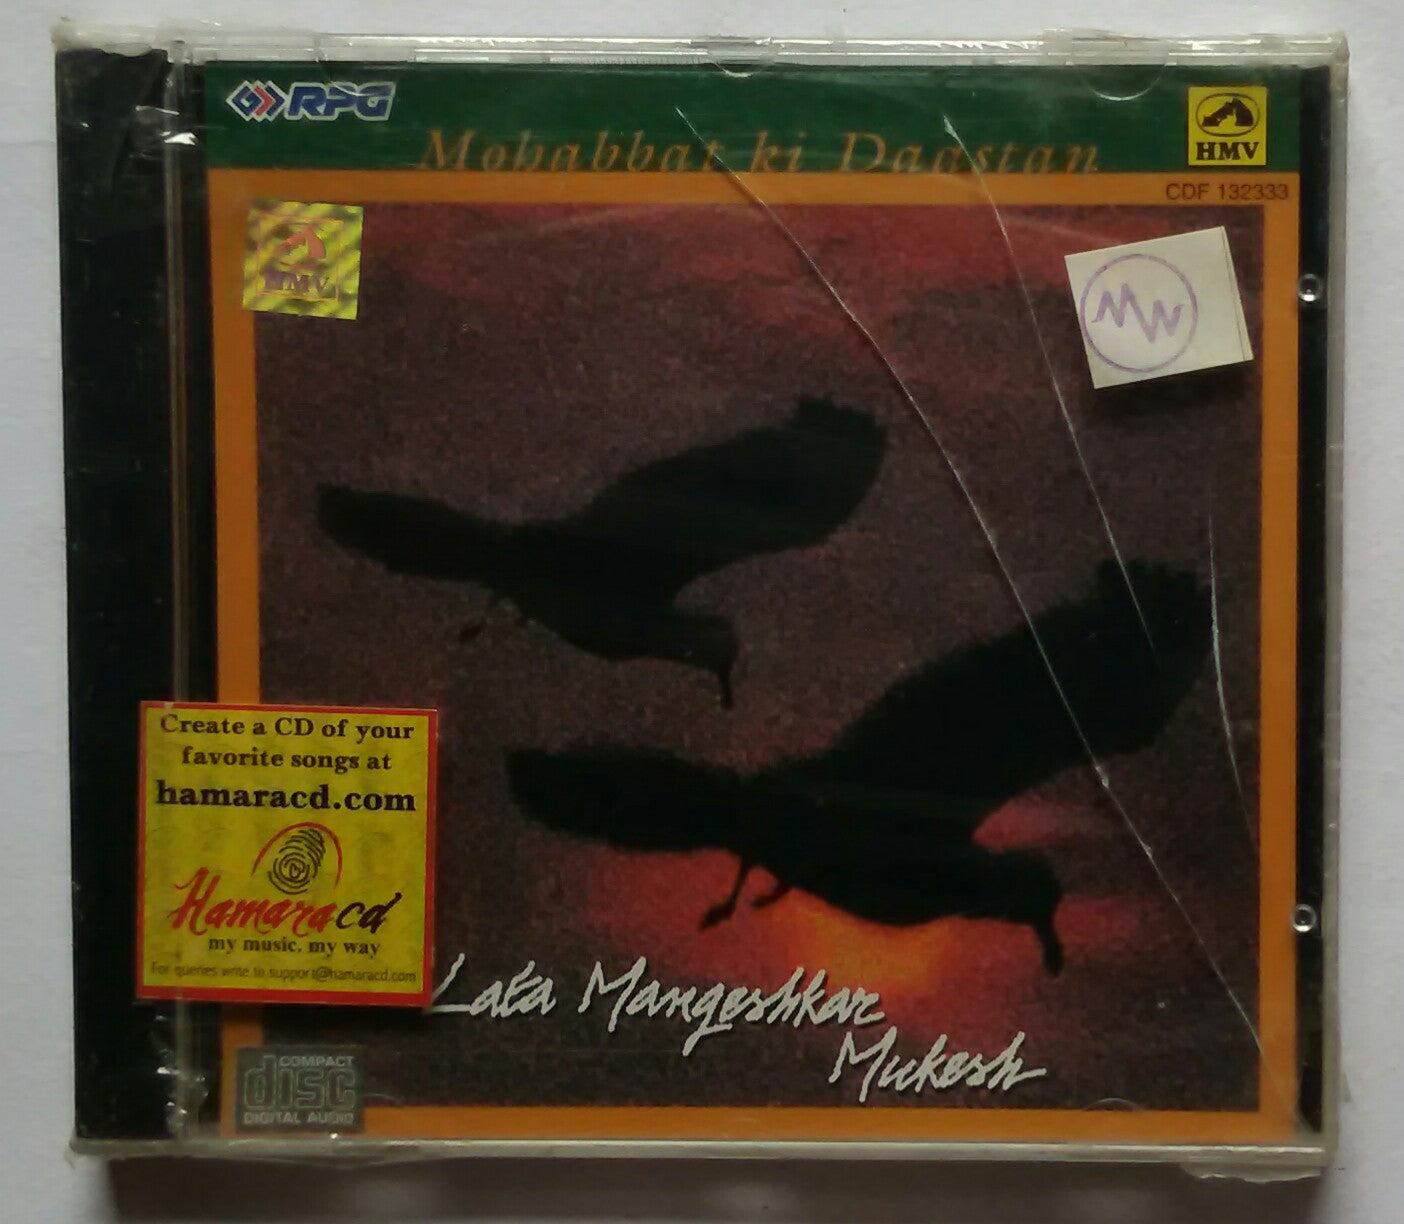 RPG
Mohabbat ki Daastan
HMV
CDF 132333
HMV
MW
Create a CD of your
favorite songs at
hamaracd.com
Hamaracd
my music. my way
For queries write to support@hamaracd.com
Lata Mangeshkar
Mukesh
COMPACT
disc
DIGITAL AUDIO